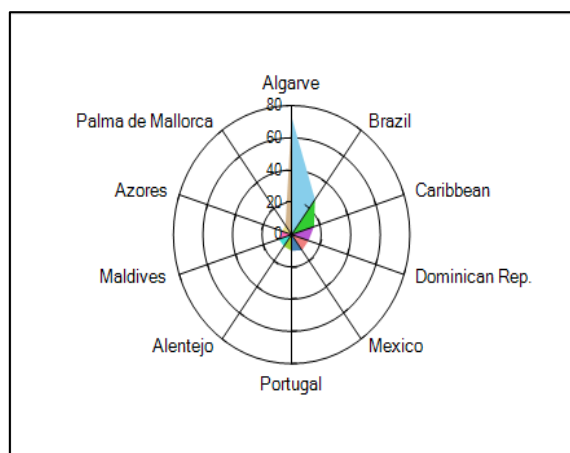 Algarve
80
Palma de Mallorca
Brazil
60
Azores
40
Caribbean
20
0
Maldives
Dominican Rep.
Alentejo
Mexico
Portugal